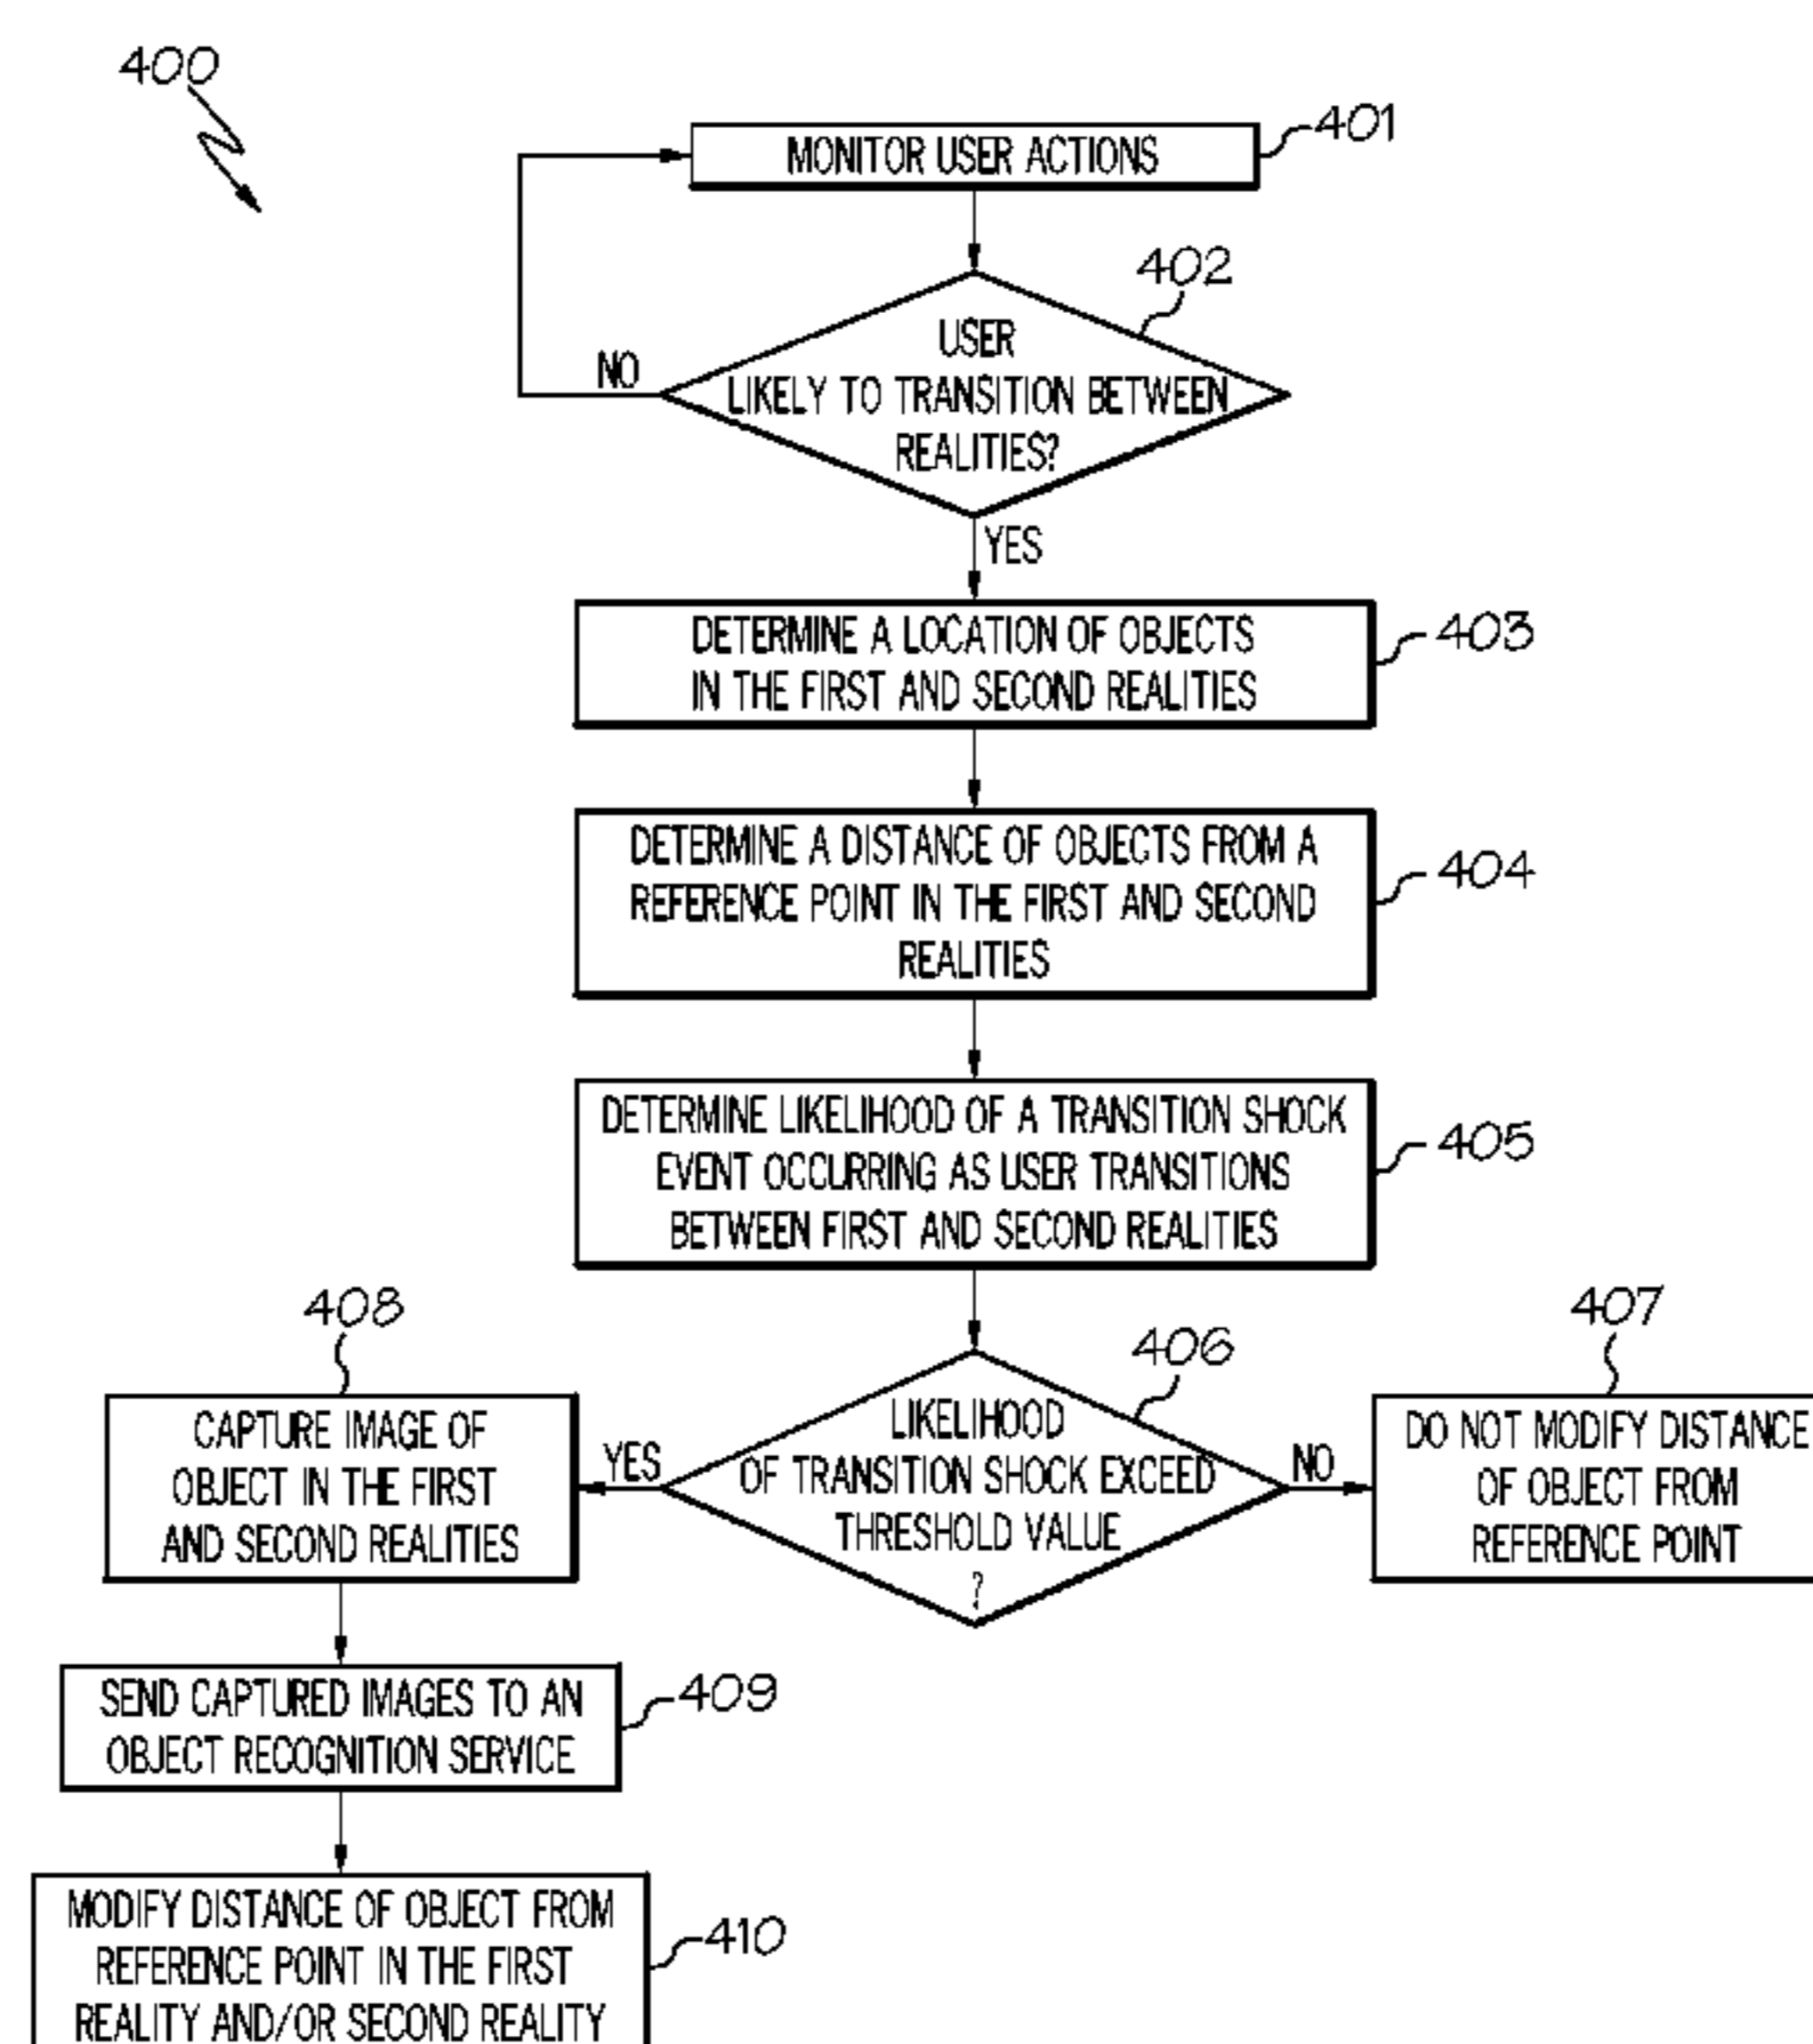 400
MONITOR USER ACTIONS
401
402
USER
LIKELY TO TRANSITION BETWEEN
REALITIES?
NO
YES
DETERMINE A LOCATION OF OBJECTS
IN THE FIRST AND SECOND REALITIES
403
DETERMINE A DISTANCE OF OBJECTS FROM A
REFERENCE POINT IN THE FIRST AND SECOND
REALITIES
404
DETERMINE LIKELIHOOD OF A TRANSITION SHOCK
EVENT OCCURRING AS USER TRANSITIONS
BETWEEN FIRST AND SECOND REALITIES
405
406
LIKELIHOOD
OF TRANSITION SHOCK EXCEED
THRESHOLD VALUE
?
YES
NO
407
DO NOT MODIFY DISTANCE
OF OBJECT FROM
REFERENCE POINT
408
CAPTURE IMAGE OF
OBJECT IN THE FIRST
AND SECOND REALITIES
SEND CAPTURED IMAGES TO AN
OBJECT RECOGNITION SERVICE
409
MODIFY DISTANCE OF OBJECT FROM
REFERENCE POINT IN THE FIRST
REALITY AND/OR SECOND REALITY
410